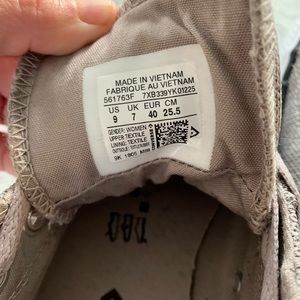 MADE IN VIETNAM
FABRIQUE AU VIETNAM
561763F 7XB339YK01225
US UK EUR CM
9 7 40 25.5
GENDER: WOMEN
UPPER: TEXTILE
LINING: TEXTILE